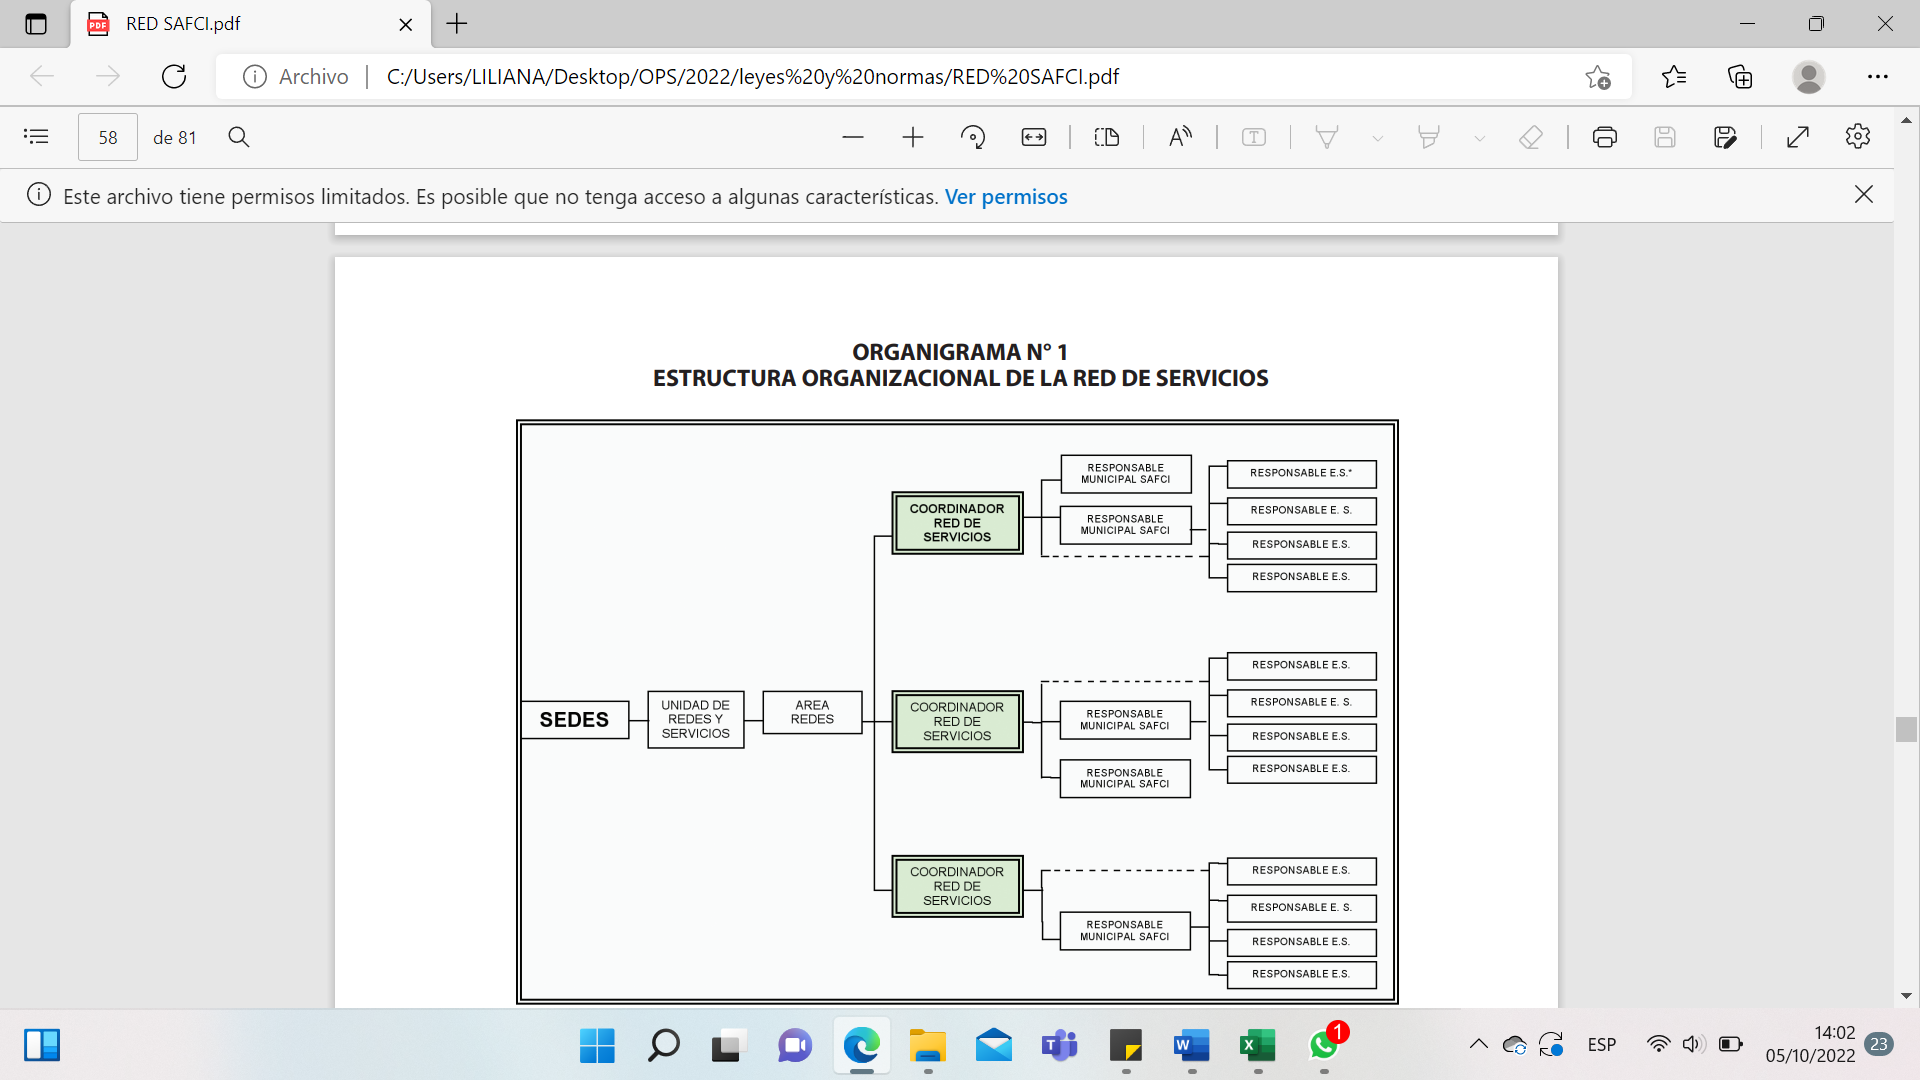 RED SAFCI.pdf
Archivo
C:/Users/LILIANA/Desktop/OPS/2022/leyes%20y%20normas/RED%20SAFCI.pdf
58 de 81
Este archivo tiene permisos limitados. Es posible que no tenga acceso a algunas características. Ver permisos
ORGANIGRAMA N° 1
ESTRUCTURA ORGANIZACIONAL DE LA RED DE SERVICIOS
SEDES
UNIDAD DE
REDES Y
SERVICIOS
AREA
REDES
COORDINADOR
RED DE
SERVICIOS
RESPONSABLE
MUNICIPAL SAFCI
RESPONSABLE
MUNICIPAL SAFCI
RESPONSABLE E.S.*
RESPONSABLE E. S.
RESPONSABLE E.S.
RESPONSABLE E.S.
COORDINADOR
RED DE
SERVICIOS
RESPONSABLE
MUNICIPAL SAFCI
RESPONSABLE
MUNICIPAL SAFCI
RESPONSABLE E.S.
RESPONSABLE E. S.
RESPONSABLE E.S.
RESPONSABLE E.S.
COORDINADOR
RED DE
SERVICIOS
RESPONSABLE
MUNICIPAL SAFCI
RESPONSABLE E.S.
RESPONSABLE E. S.
RESPONSABLE E.S.
RESPONSABLE E.S.
1
ESP
14:02
05/10/2022
23